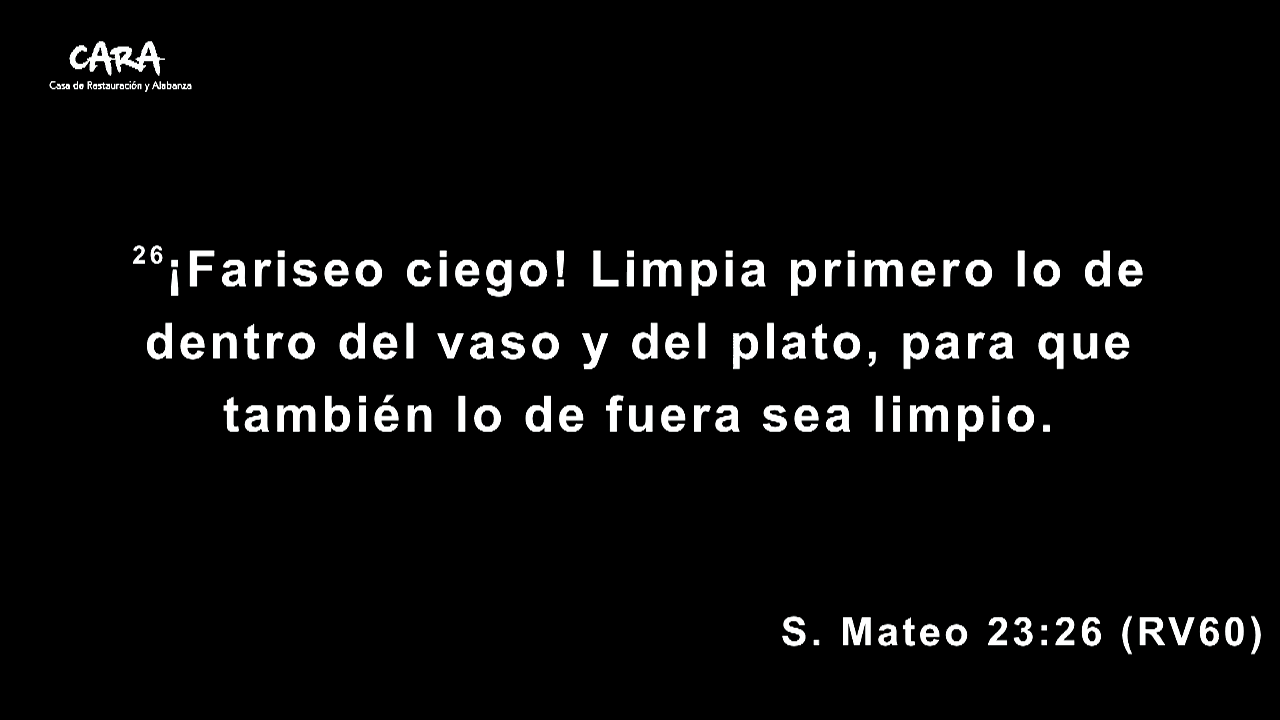 CARA
Casa de Restauración y Alabanza
26¡Fariseo ciego! Limpia primero lo de
dentro del vaso y del plato, para que
también lo de fuera sea limpio.
S. Mateo 23:26 (RV60)